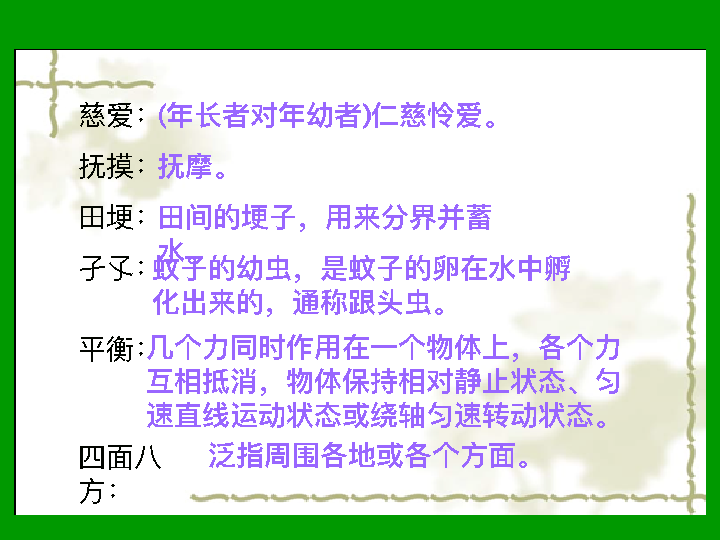 慈爱：(年长者对年幼者)仁慈怜爱。
抚摸：抚摩。
田埂：田间的埂子，用来分界并蓄
水。
孑孓：蚊子的幼虫，是蚊子的卵在水中孵
化出来的，通称跟头虫。
平衡：几个力同时作用在一个物体上，各个力
互相抵消，物体保持相对静止状态、匀
速直线运动状态或绕轴匀速转动状态。
四面八
方：
泛指周围各地或各个方面。